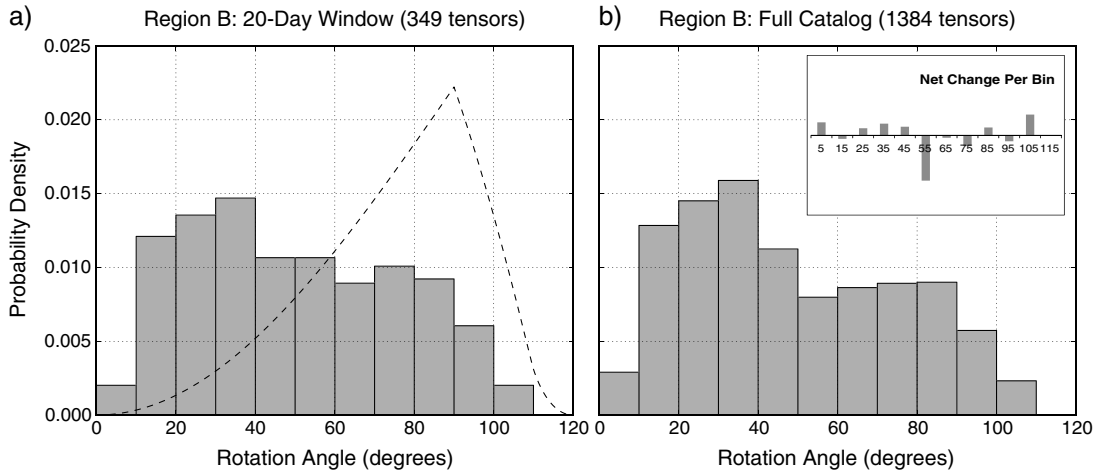 a) Region B: 20-Day Window (349 tensors)
0.025
0.020
0.015
0.010
0.005
0.000
Probability Density
0 20 40 60 80 100 120
Rotation Angle (degrees)
b) Region B: Full Catalog (1384 tensors)
Net Change Per Bin
5 15 25 35 45 55 65 75 85 95 105 115
0 20 40 60 80 100 120
Rotation Angle (degrees)